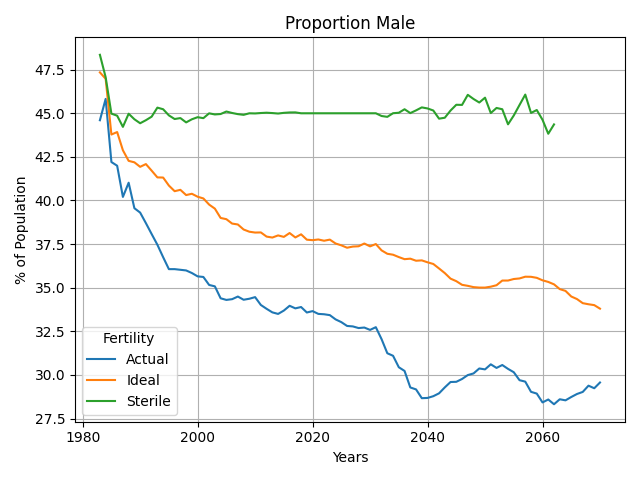 Proportion Male
% of Population
47.5
45.0
42.5
40.0
37.5
35.0
32.5
30.0
27.5
Fertility
Actual
Ideal
Sterile
1980 2000 2020 2040 2060
Years